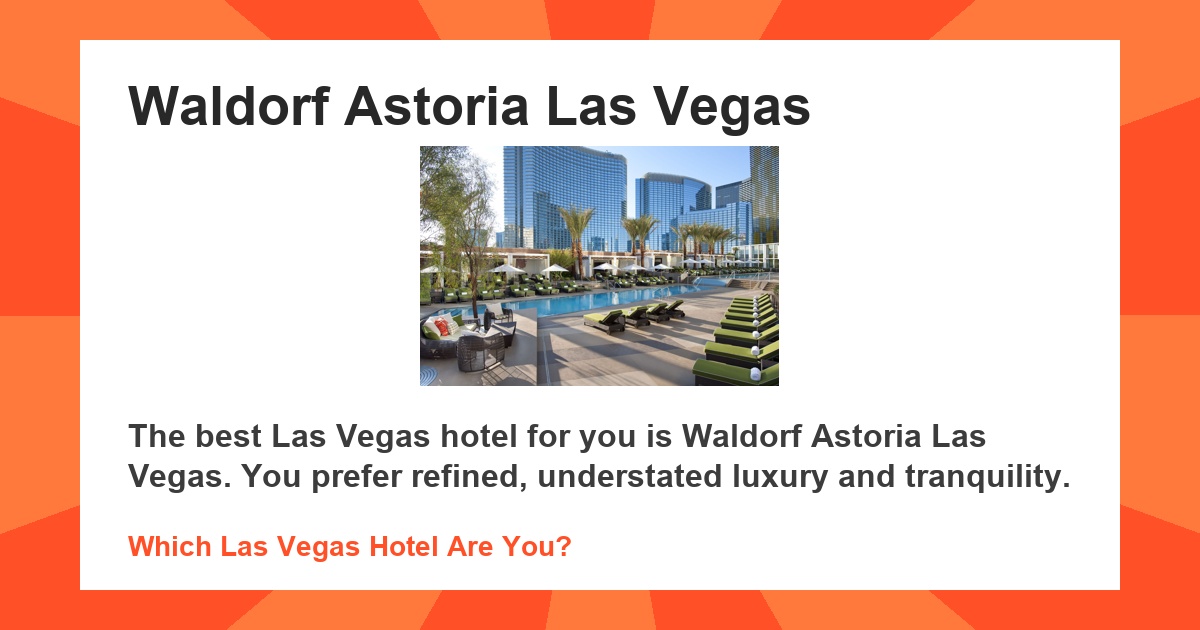 Waldorf Astoria Las Vegas
The best Las Vegas hotel for you is Waldorf Astoria Las
Vegas. You prefer refined, understated luxury and tranquility.
Which Las Vegas Hotel Are You?